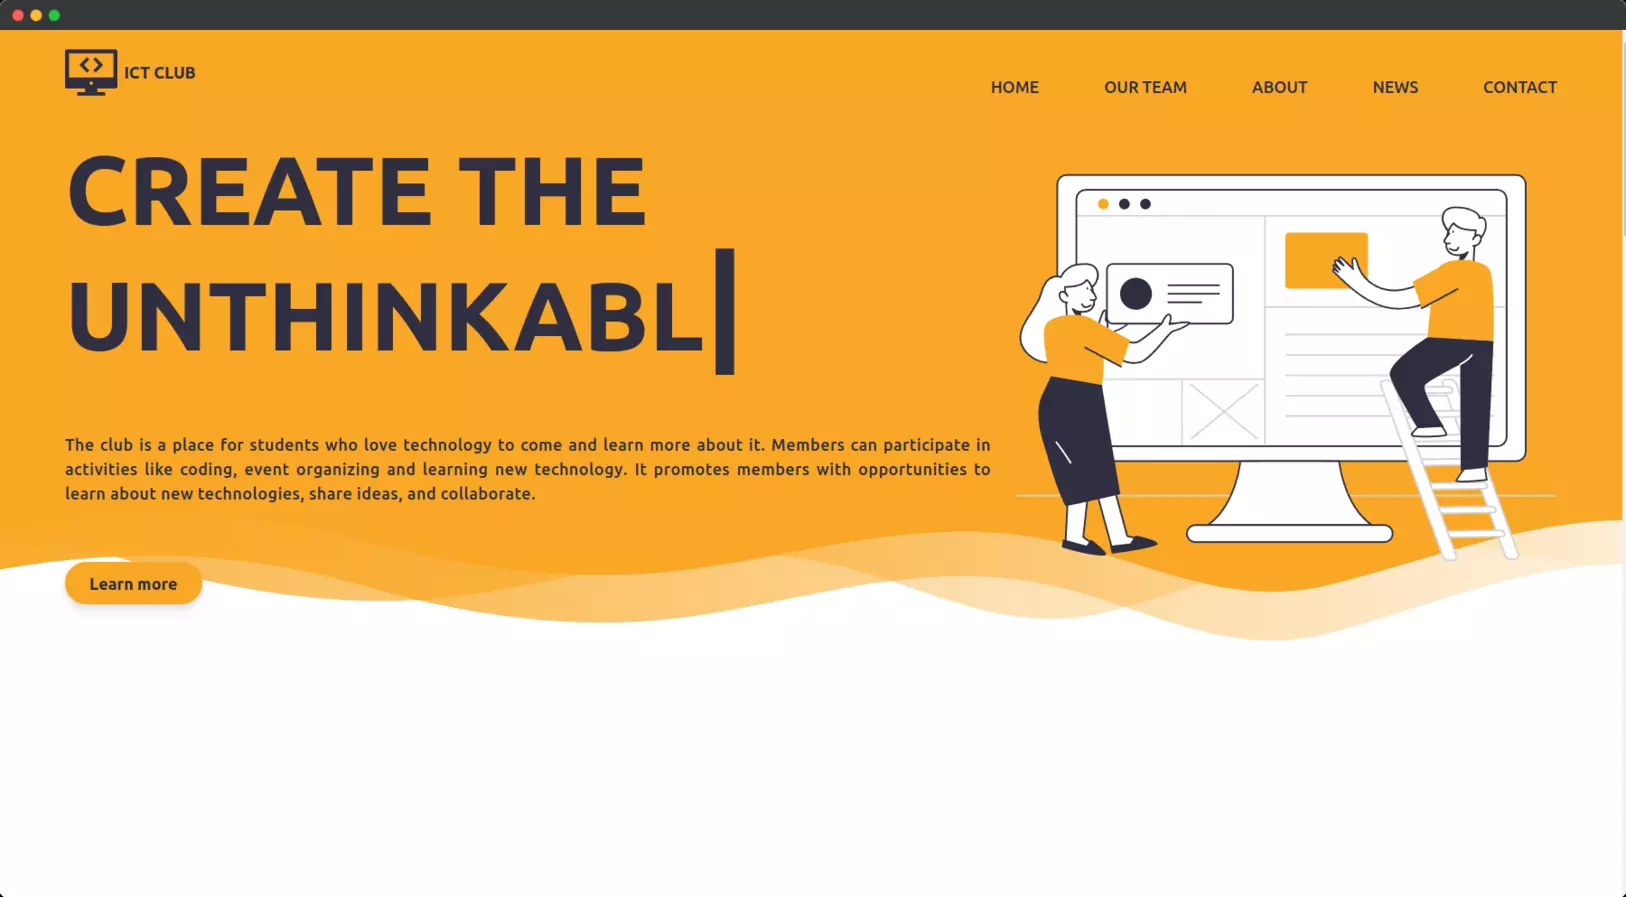 ICT CLUB
HOME
OUR TEAM
ABOUT
NEWS
CONTACT
CREATE THE
UNTHINKABL
The club is a place for students who love technology to come and learn more about it. Members can participate in
activities like coding, event organizing and learning new technology. It promotes members with opportunities to
learn about new technologies, share ideas, and collaborate.
Learn more